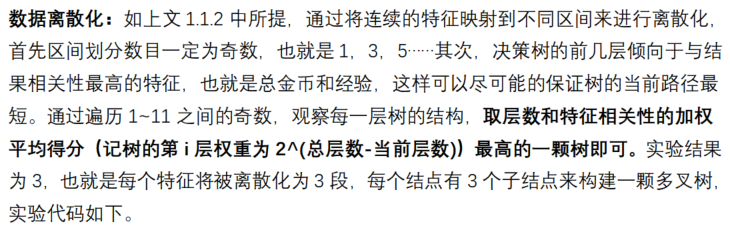 数据离散化：如上文 1.1.2 中所提，通过将连续的特征映射到不同区间来进行离散化，
首先区间划分数目一定为奇数，也就是 1，3，5……其次，决策树的前几层倾向于与结
果相关性最高的特征，也就是总金币和经验，这样可以尽可能的保证树的当前路径最
短。通过遍历 1~11 之间的奇数，观察每一层树的结构，取层数和特征相关性的加权
平均得分（记树的第 i 层权重为 2^(总层数-当前层数)）最高的一颗树即可。实验结果
为 3，也就是每个特征将被离散化为 3 段，每个结点有 3 个子结点来构建一颗多叉树，
实验代码如下。